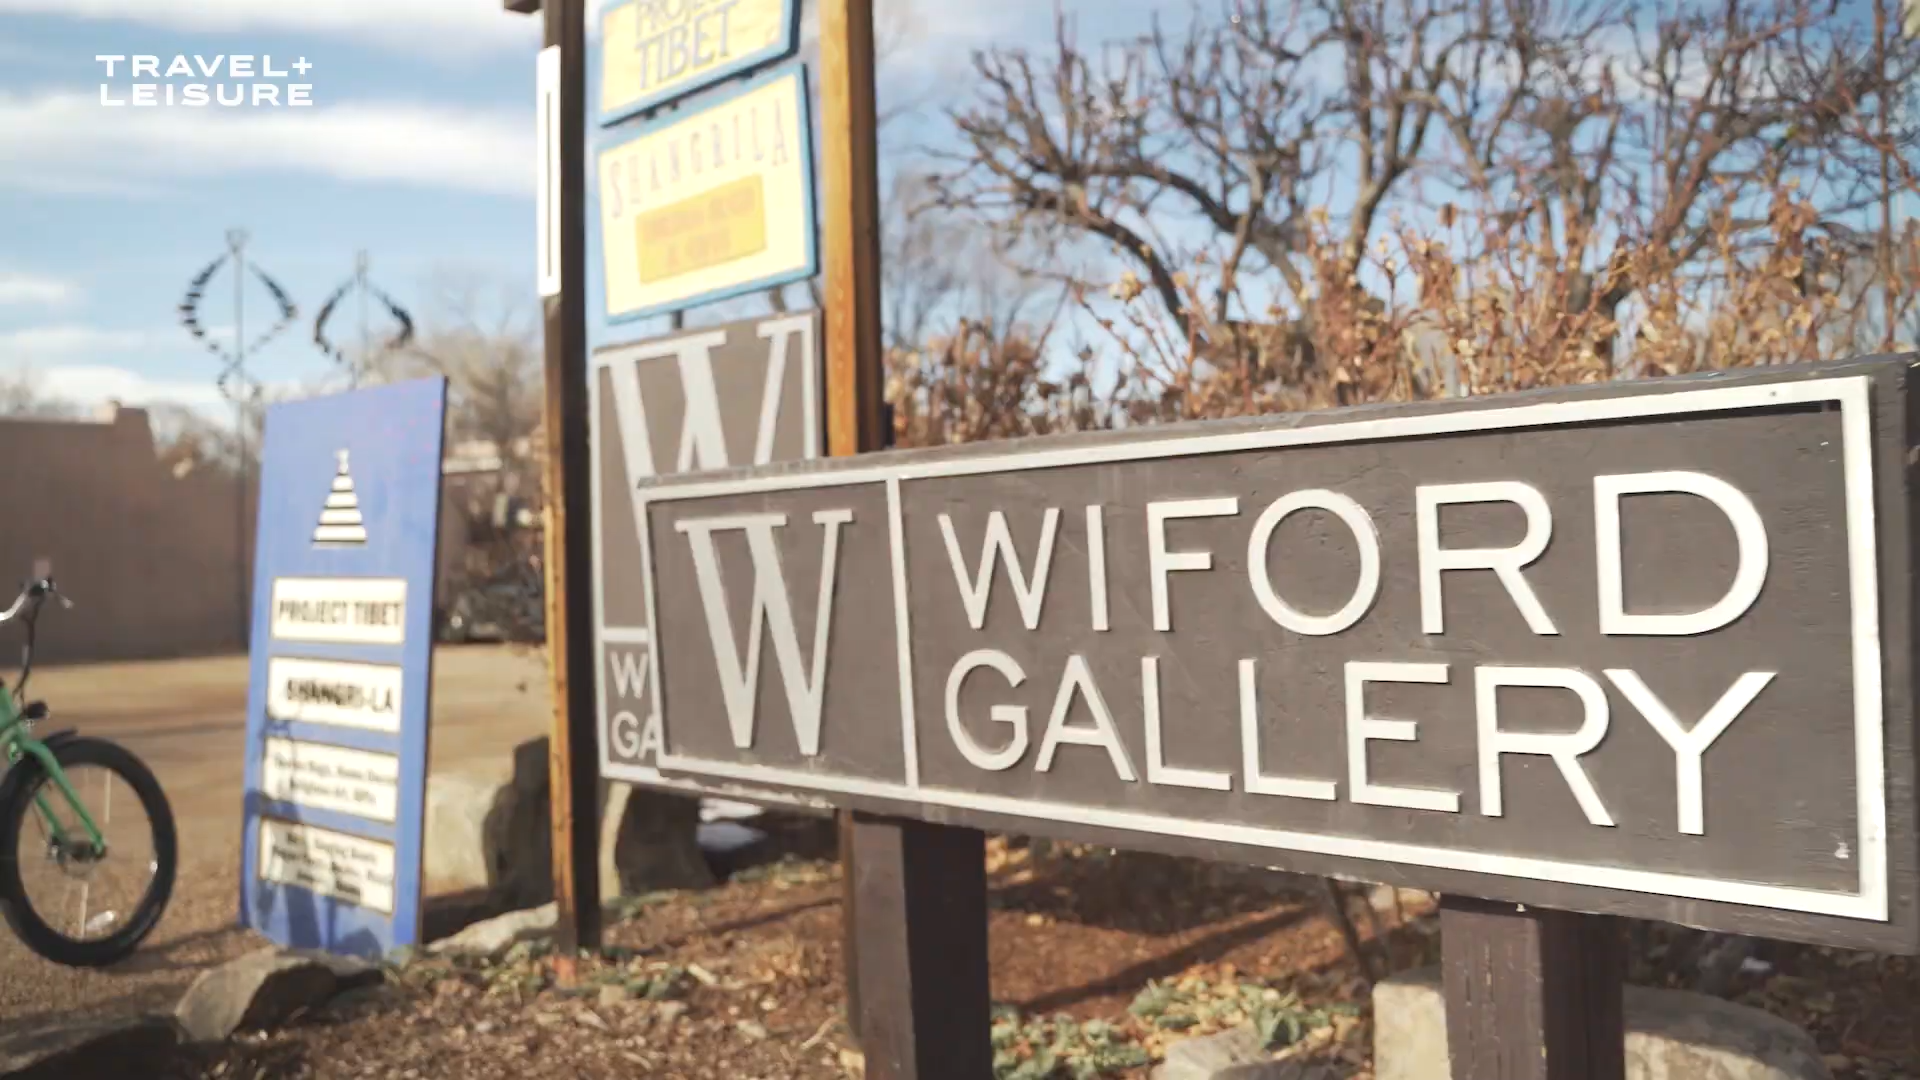 TRAVEL+
LEISURE
PROJECT
TIBET
SHANGRILA
W
W
GA
W
WIFORD
GALLERY
PROJECT TIBET
SHANGRI-LA